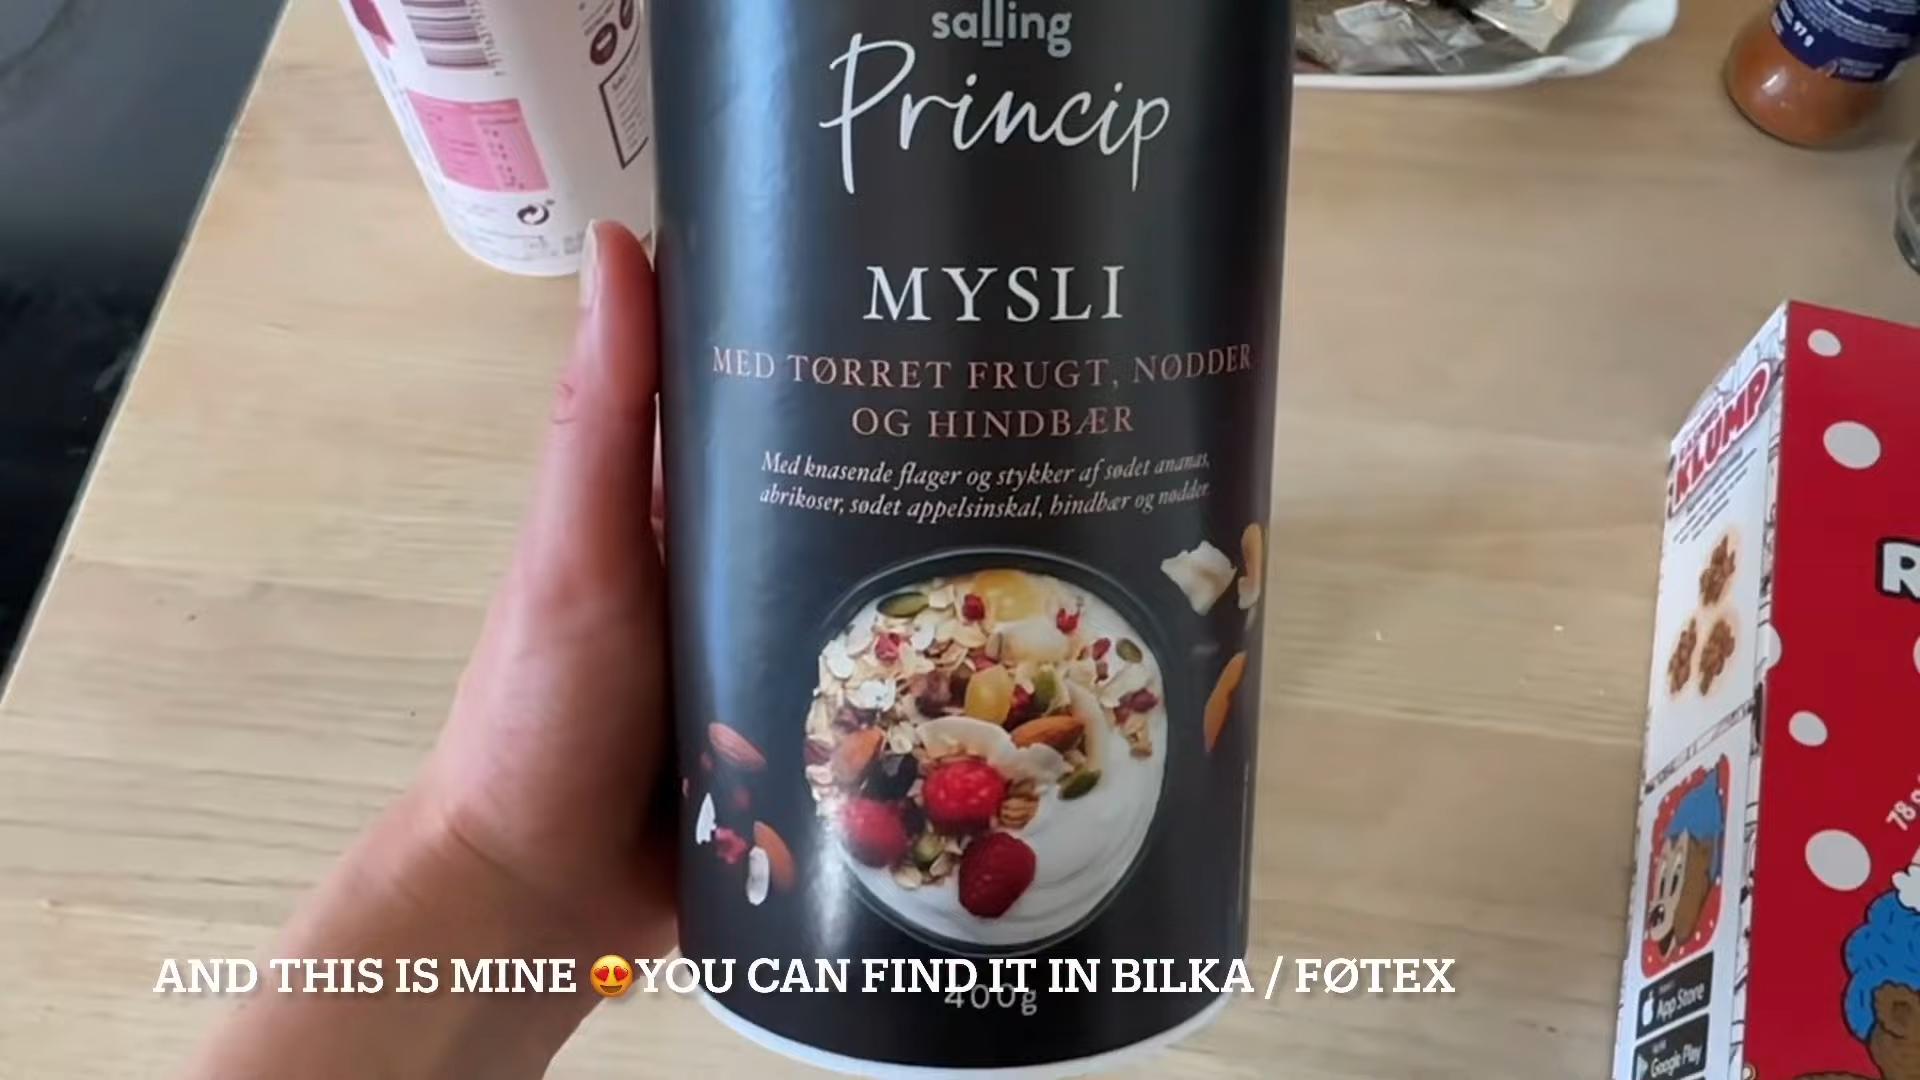 salling
Princip
MYSLI
MED TØRRET FRUGT, NØDDER
OG HINDBÆR
Med knasende flager og stykker af sødet ananas,
abrikoser, sødet appelsinskal, hindbær og nødder.
400g
AND THIS IS MINE 😍YOU CAN FIND IT IN BILKA / FØTEX
97 g
KLUMP
R
78 g
App Store
Google Play